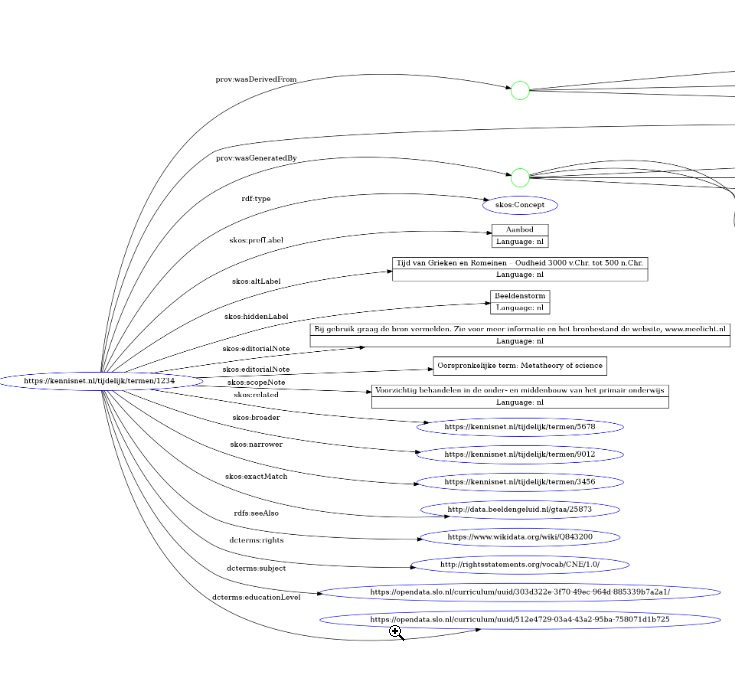 prov:wasDerivedFrom
prov:wasGeneratedBy
rdf:type
skos:Concept
Aanbod
Language: nl
skos:prefLabel
Tijd van Grieken en Romeinen - Oudheid 3000 v.Chr. tot 500 n.Chr.
Language: nl
skos:altLabel
Beeldenstorm
Language: nl
skos:hiddenLabel
Bij gebruik graag de bron vermelden. Zie voor meer informatie en het bronbestand de website, www.meelicht.nl
Language: nl
skos:editorialNote
Oorspronkelijke term: Metatheory of science
skos:editorialNote
https://kennisnet.nl/tijdelijk/termen/1234
skos:scopeNote
Voorzichtig behandelen in de onder- en middenbouw van het primair onderwijs
Language: nl
skos:related
https://kennisnet.nl/tijdelijk/termen/5678
skos:broader
https://kennisnet.nl/tijdelijk/termen/9012
skos:narrower
https://kennisnet.nl/tijdelijk/termen/3456
skos:exactMatch
http://data.beeldengeluid.nl/gtaa/25873
rdfs:seeAlso
https://www.wikidata.org/wiki/Q843200
dcterms:rights
http://rightsstatements.org/vocab/CNE/1.0/
dcterms:subject
https://opendata.slo.nl/curriculum/uuid/303d322e-3f70-49ec-964d-885339b7a2a1/
dcterms:educationLevel
https://opendata.slo.nl/curriculum/uuid/512e4729-03a4-43a2-95ba-758071d1b725